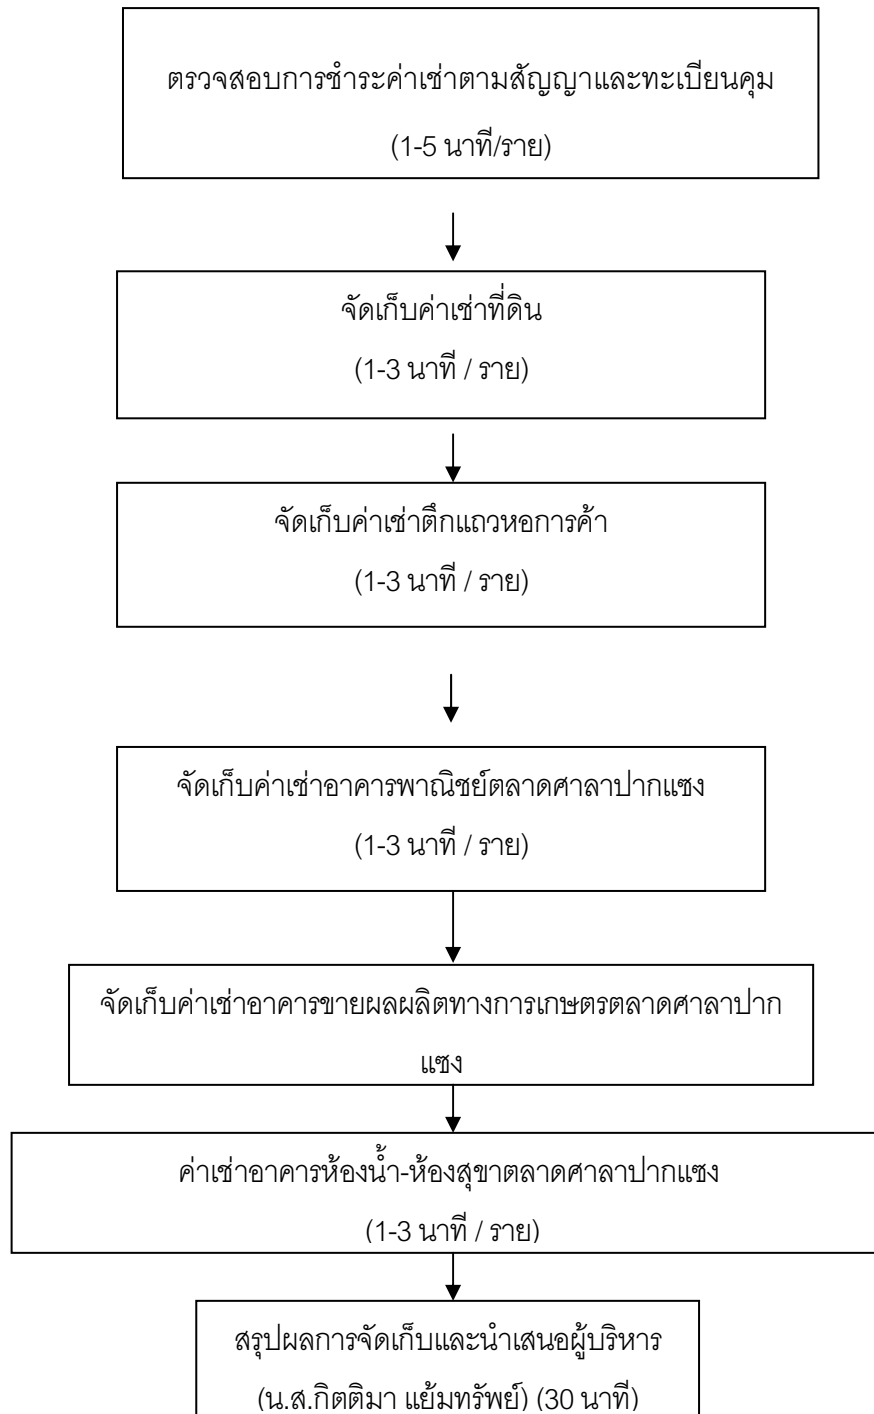 ตรวจสอบการชำระค่าเช่าตามสัญญาและทะเบียนคุม
(1-5 นาที/ราย)
จัดเก็บค่าเช่าที่ดิน
(1-3 นาที / ราย)
จัดเก็บค่าเช่าตึกแถวหอการค้า
(1-3 นาที / ราย)
จัดเก็บค่าเช่าอาคารพาณิชย์ตลาดศาลาปากแซง
(1-3 นาที / ราย)
จัดเก็บค่าเช่าอาคารขายผลผลิตทางการเกษตรตลาดศาลาปาก
แซง
ค่าเช่าอาคารห้องน้ำ-ห้องสุขาตลาดศาลาปากแซง
(1-3 นาที / ราย)
สรุปผลการจัดเก็บและนำเสนอผู้บริหาร
(น.ส.กิตติมา แย้มทรัพย์) (30 นาที)